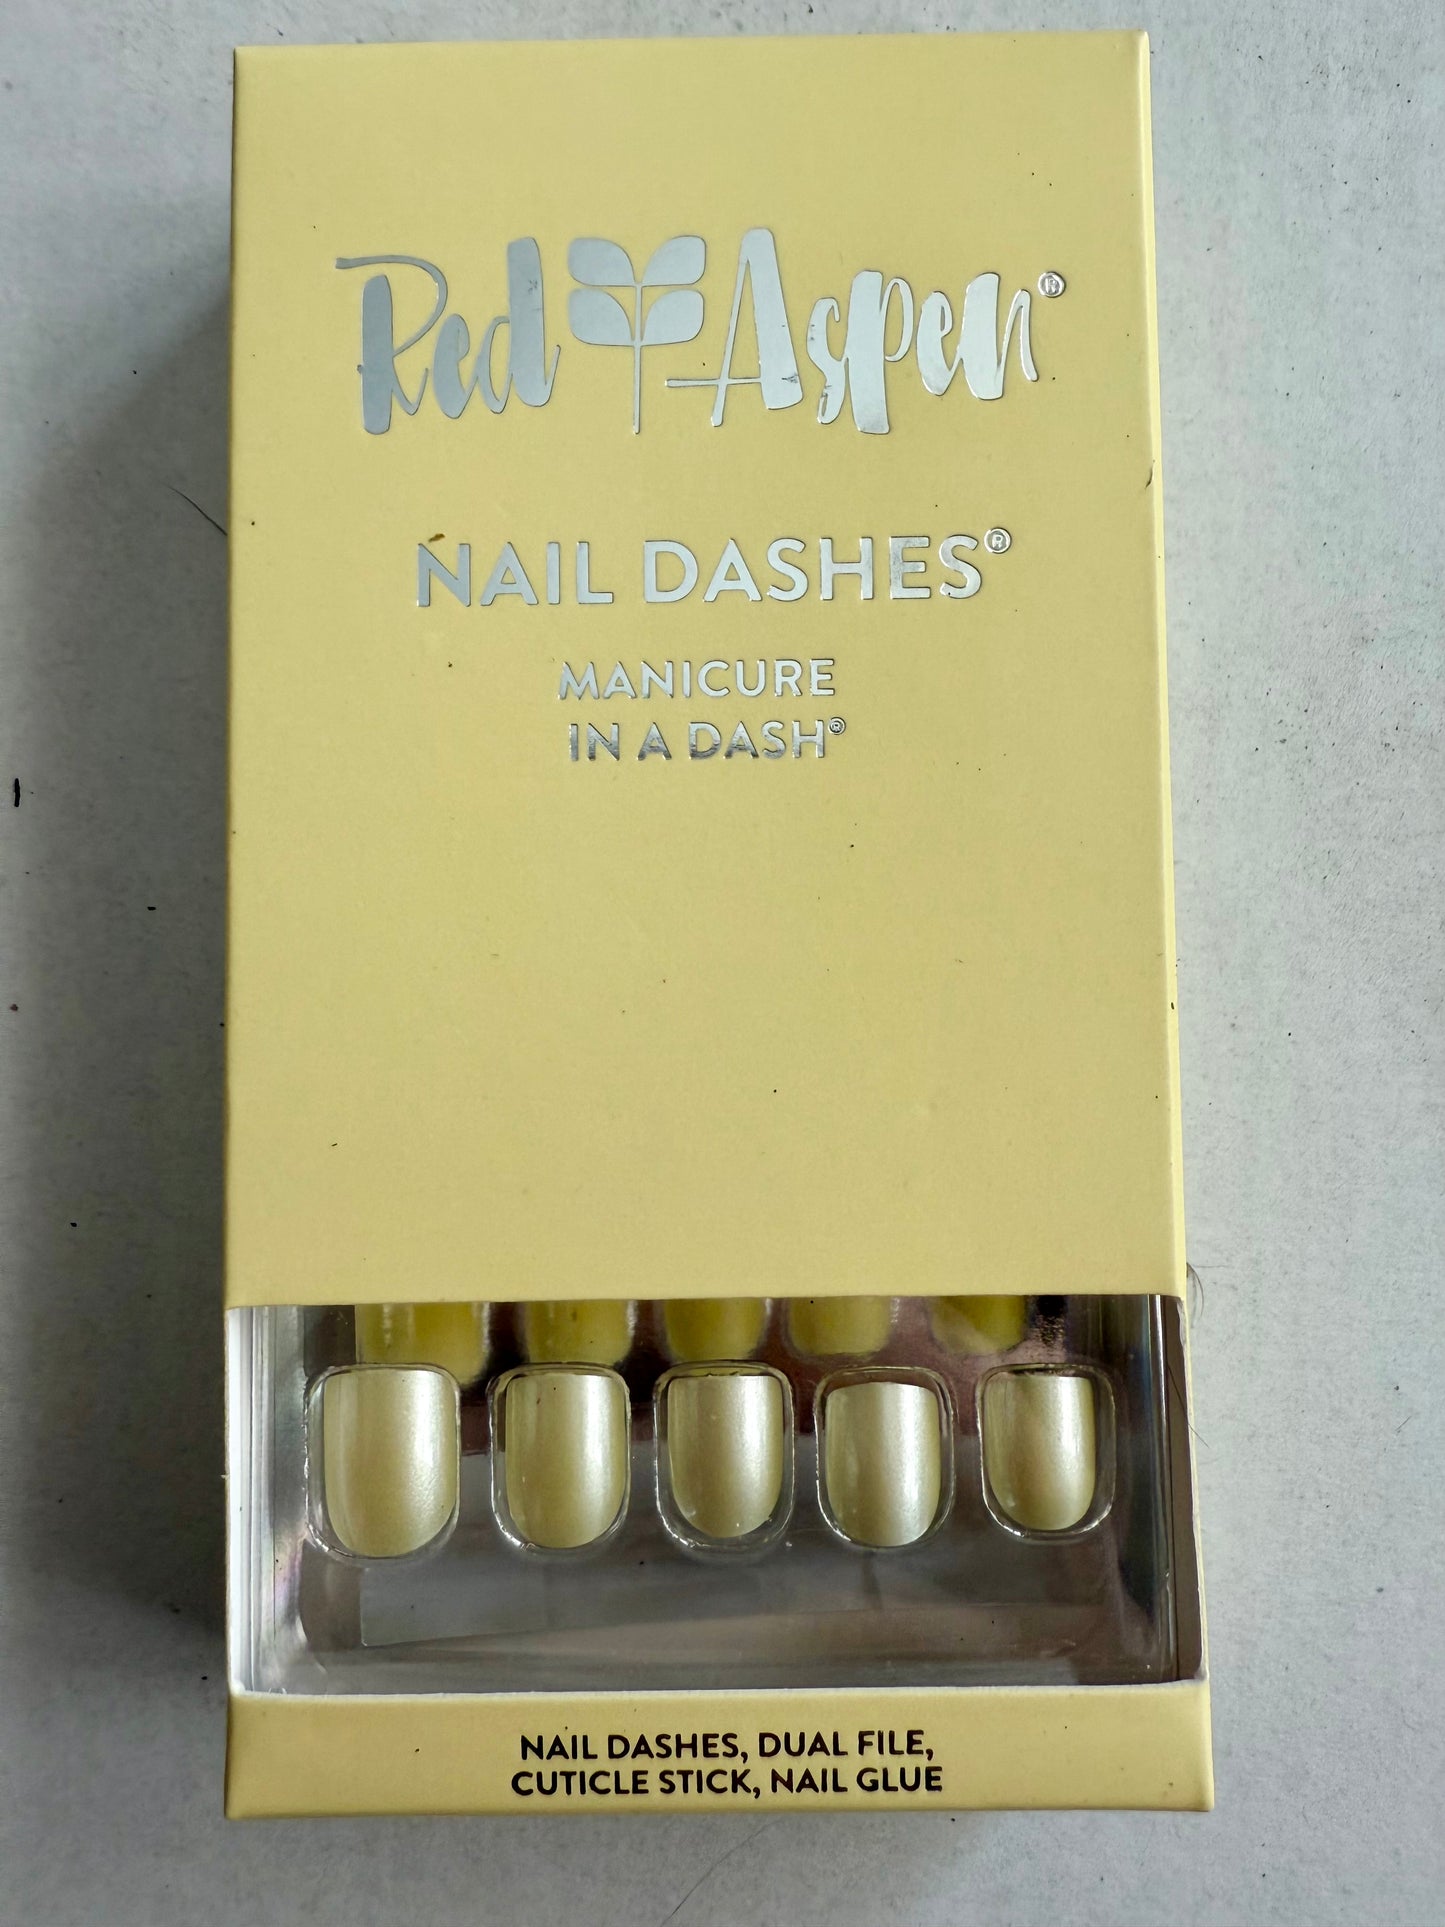 Red Aspen®
NAIL DASHES®
MANICURE
IN A DASH®
NAIL DASHES, DUAL FILE,
CUTICLE STICK, NAIL GLUE